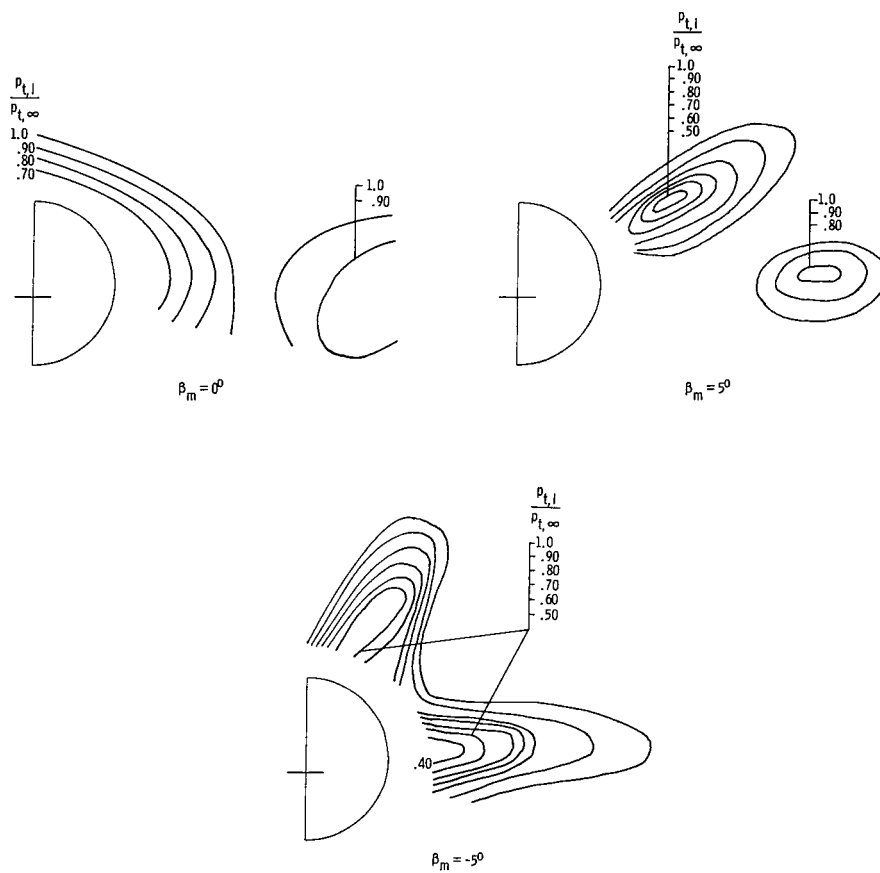 p_t,l
p_t,∞
1.0
.90
.80
.70
1.0
.90
β_m = 0°
p_t,l
p_t,∞
1.0
.90
.80
.70
.60
.50
1.0
.90
.80
β_m = 5°
p_t,l
p_t,∞
1.0
.90
.80
.70
.60
.50
.40
β_m = -5°